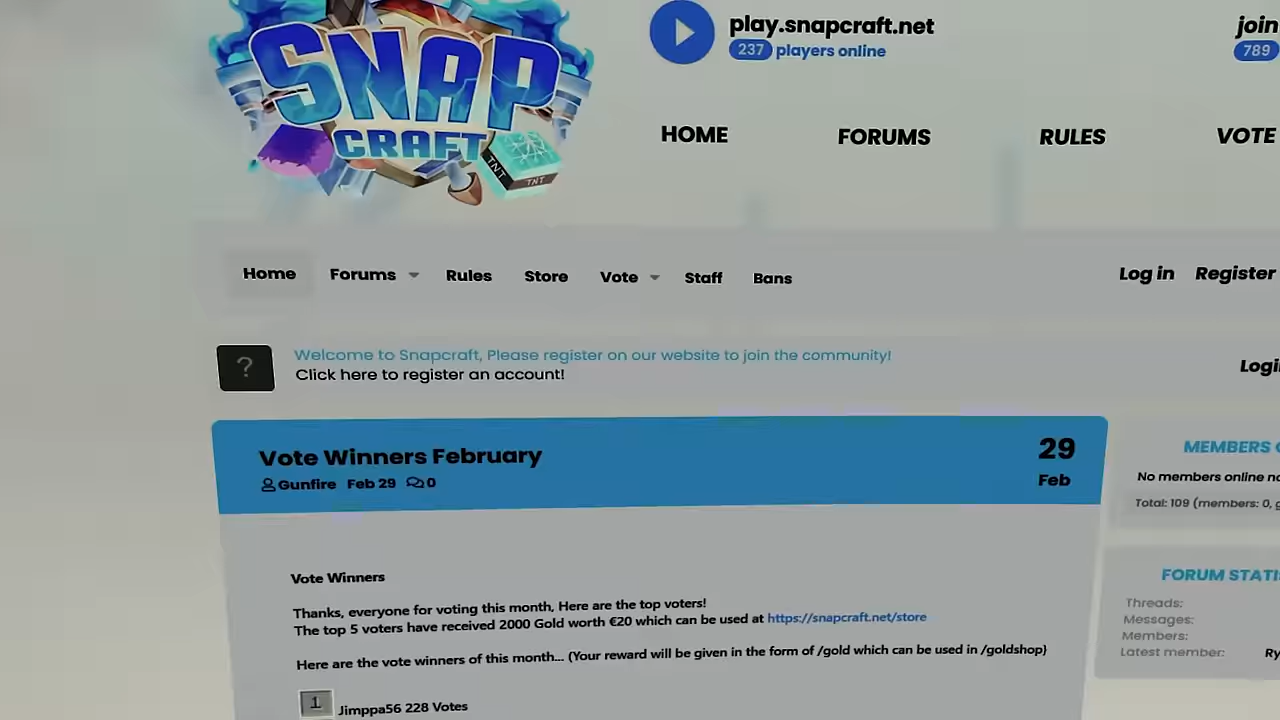 SNAP
CRAFT
TNT
TNT
play.snapcraft.net
237 players online
join
789
HOME FORUMS RULES VOTE
Home Forums Rules Store Vote Staff Bans
Log in Register
?
Welcome to Snapcraft, Please register on our website to join the community!
Click here to register an account!
Vote Winners February
Gunfire Feb 29 0
29
Feb
MEMBERS
No members online
Total: 109 (members: 0,
FORUM
Threads:
Messages:
Members:
Latest member:
Vote Winners
Thanks, everyone for voting this month, Here are the top voters!
The top 5 voters have received 2000 Gold worth €20 which can be used at https://snapcraft.net/store
Here are the vote winners of this month... (Your reward will be given in the form of /gold which can be used in /goldshop)
1 Jimppa56 228 Votes